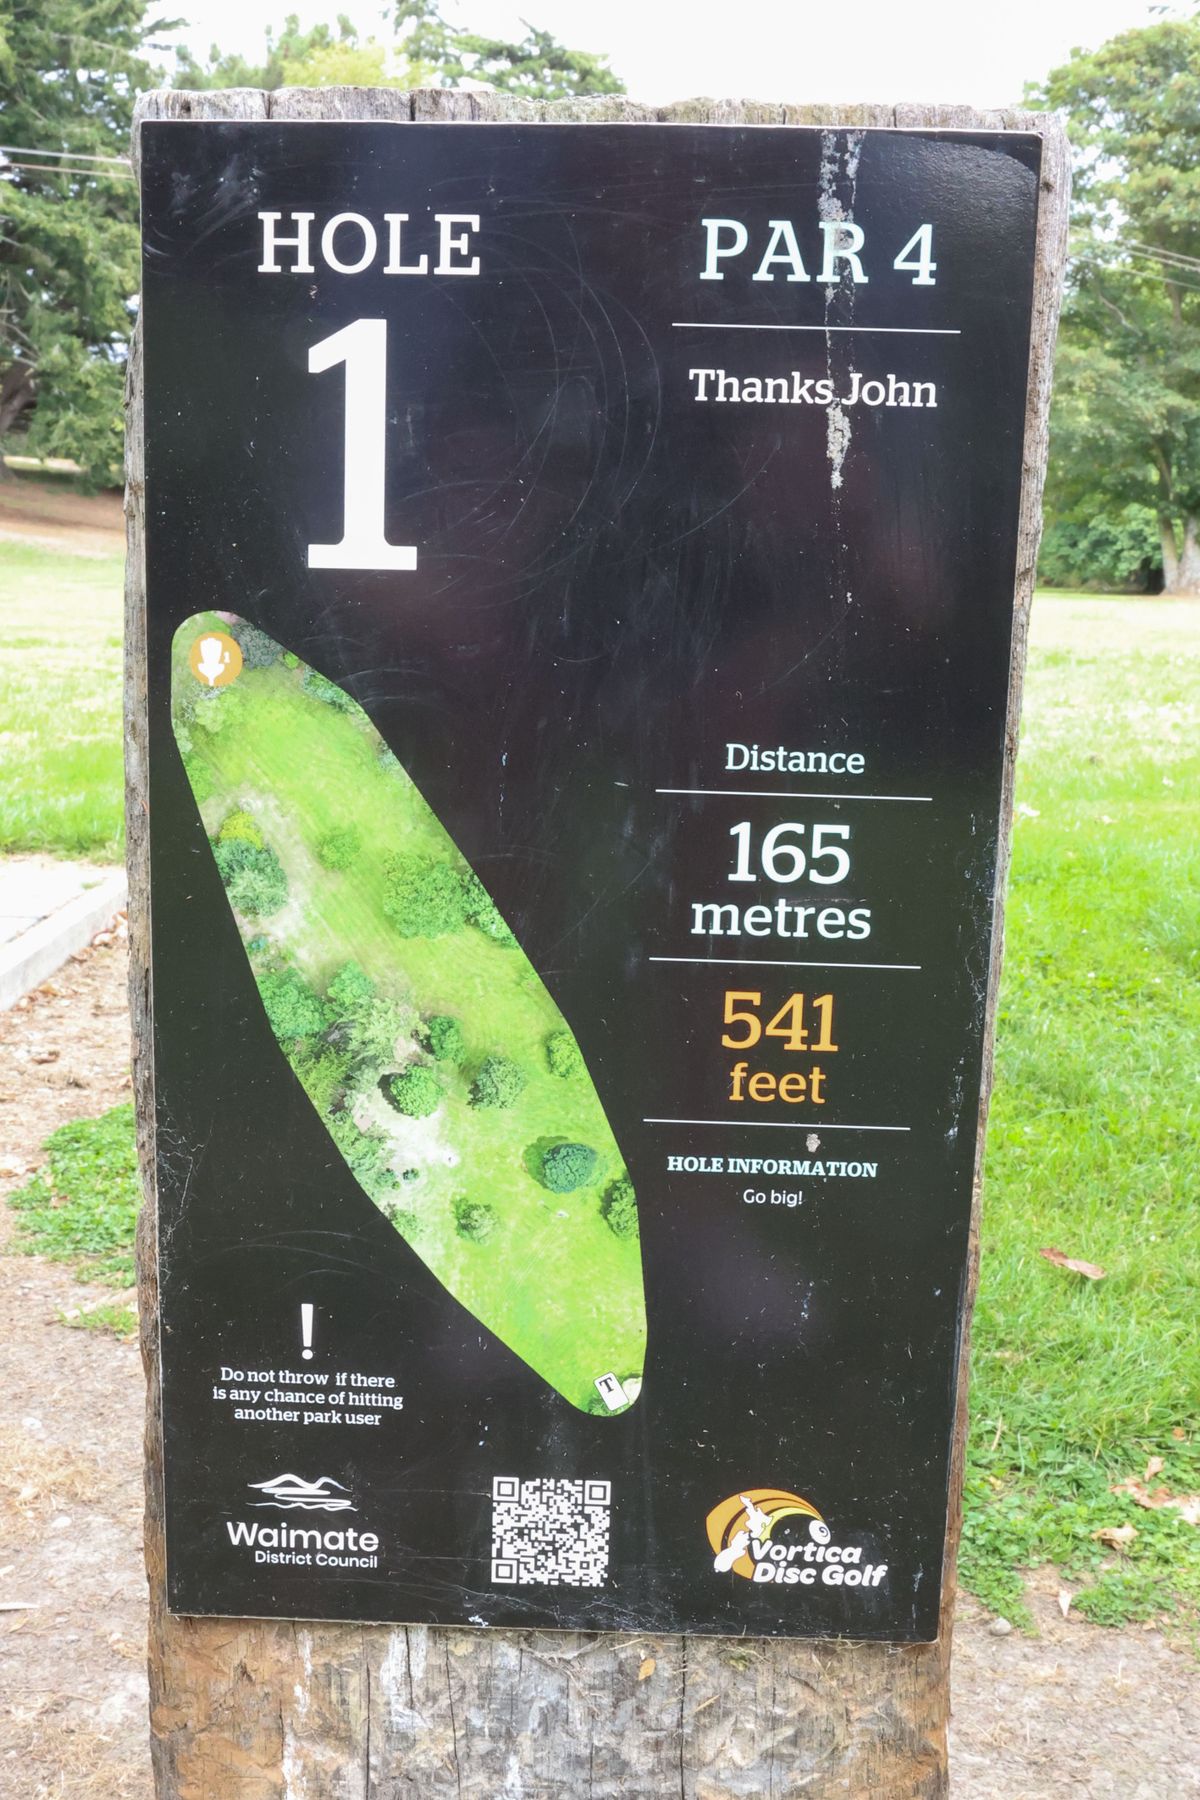 HOLE
1
PAR 4
Thanks John
1
Distance
165
metres
541
feet
HOLE INFORMATION
Go big!
T
!
Do not throw if there
is any chance of hitting
another park user
Waimate
District Council
Vortica
Disc Golf